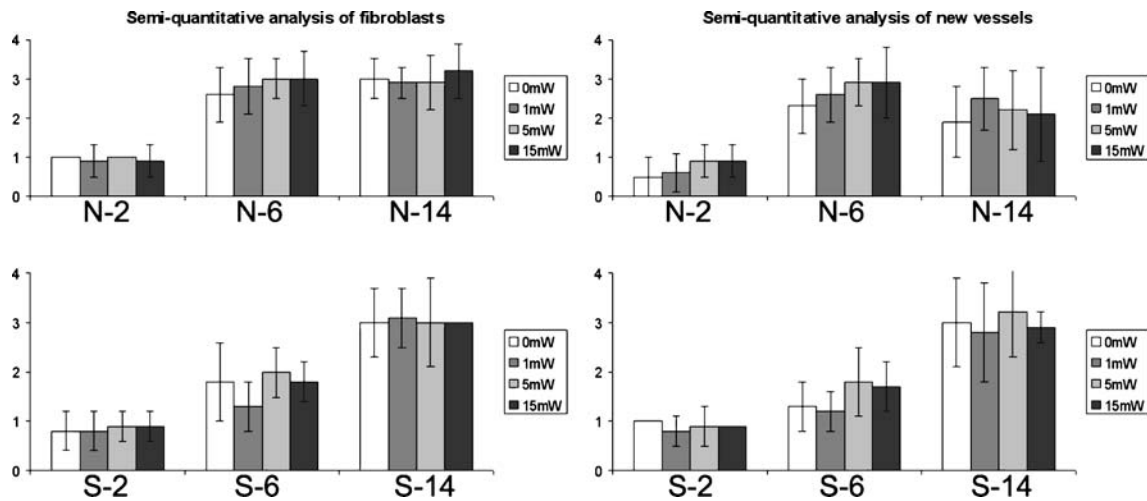 Semi-quantitative analysis of fibroblasts
4
3
2
1
0
N-2 N-6 N-14
0mW
1mW
5mW
15mW
Semi-quantitative analysis of new vessels
4
3
2
1
0
N-2 N-6 N-14
0mW
1mW
5mW
15mW
4
3
2
1
0
S-2 S-6 S-14
0mW
1mW
5mW
15mW
4
3
2
1
0
S-2 S-6 S-14
0mW
1mW
5mW
15mW